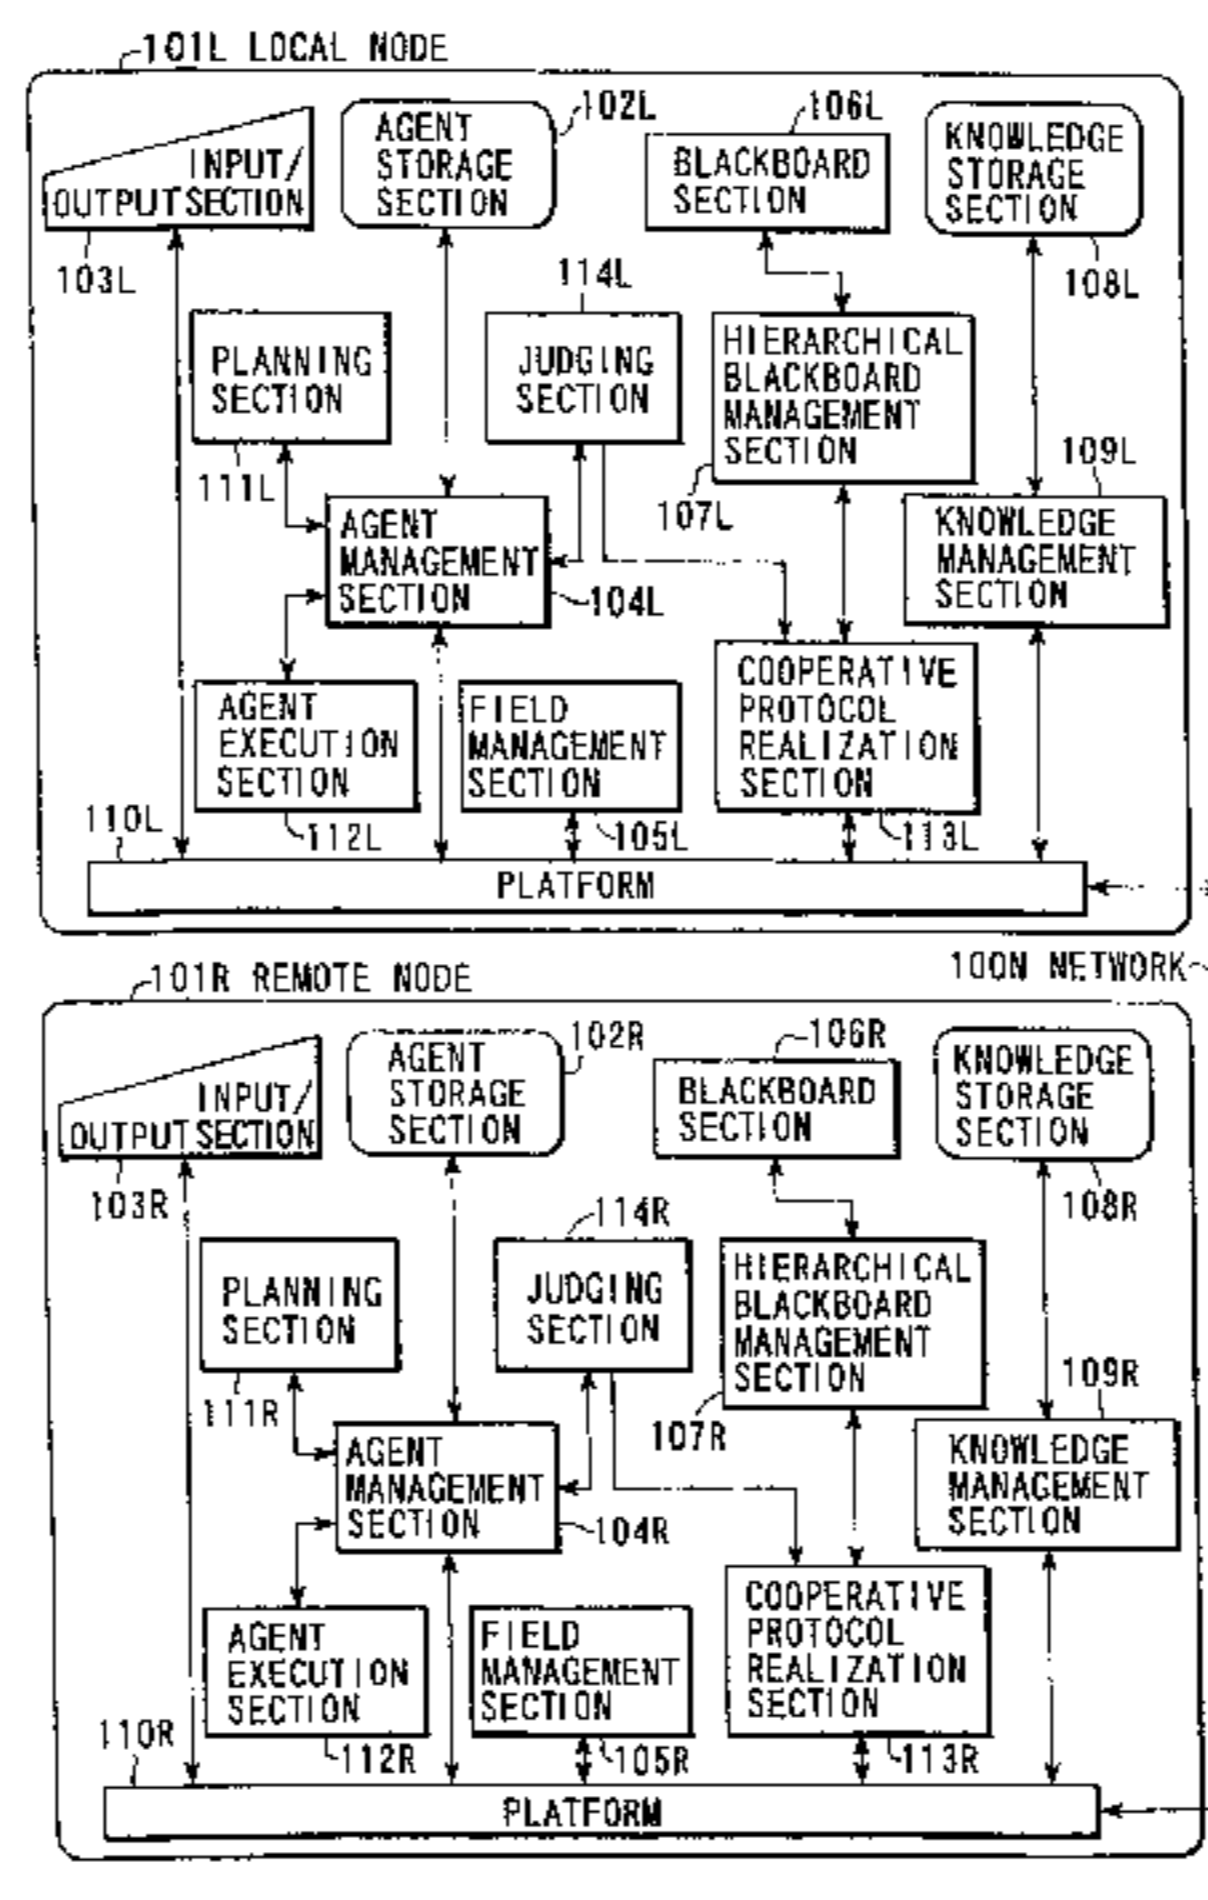 101L LOCAL NODE
INPUT/
OUTPUT SECTION
103L
AGENT
STORAGE
SECTION
102L
106L
BLACKBOARD
SECTION
KNOWLEDGE
STORAGE
SECTION
108L
PLANNING
SECTION
111L
114L
JUDGING
SECTION
HIERARCHICAL
BLACKBOARD
MANAGEMENT
SECTION
107L
109L
KNOWLEDGE
MANAGEMENT
SECTION
AGENT
MANAGEMENT
SECTION
104L
AGENT
EXECUTION
SECTION
112L
FIELD
MANAGEMENT
SECTION
105L
COOPERATIVE
PROTOCOL
REALIZATION
SECTION
113L
110L
PLATFORM
100N NETWORK
101R REMOTE NODE
INPUT/
OUTPUT SECTION
103R
AGENT
STORAGE
SECTION
102R
106R
BLACKBOARD
SECTION
KNOWLEDGE
STORAGE
SECTION
108R
PLANNING
SECTION
111R
114R
JUDGING
SECTION
HIERARCHICAL
BLACKBOARD
MANAGEMENT
SECTION
107R
109R
KNOWLEDGE
MANAGEMENT
SECTION
AGENT
MANAGEMENT
SECTION
104R
AGENT
EXECUTION
SECTION
112R
FIELD
MANAGEMENT
SECTION
105R
COOPERATIVE
PROTOCOL
REALIZATION
SECTION
113R
110R
PLATFORM